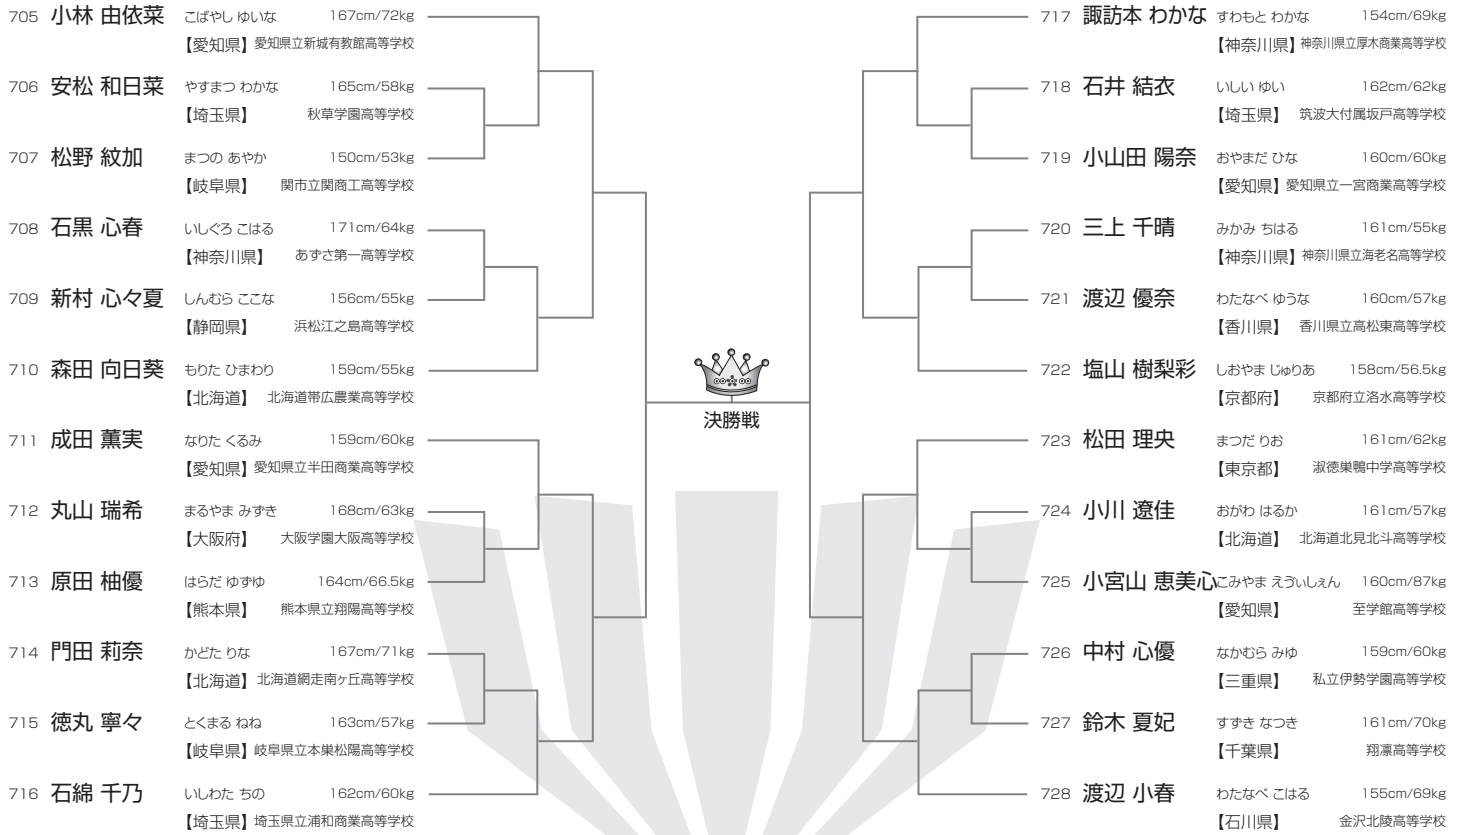 705 小林 由依菜 こばやし ゆいな 167cm/72kg
【愛知県】 愛知県立新城有教館高等学校
706 安松 和日菜 やすまつ わかな 165cm/58kg
【埼玉県】 秋草学園高等学校
707 松野 紋加 まつの あやか 150cm/53kg
【岐阜県】 関市立関商工高等学校
708 石黒 心春 いしぐろ こはる 171cm/64kg
【神奈川県】 あずさ第一高等学校
709 新村 心々夏 しんむら ここな 156cm/55kg
【静岡県】 浜松江之島高等学校
710 森田 向日葵 もりた ひまわり 159cm/55kg
【北海道】 北海道帯広農業高等学校
711 成田 薫実 なりた くるみ 159cm/60kg
【愛知県】 愛知県立半田商業高等学校
712 丸山 瑞希 まるやま みずき 168cm/63kg
【大阪府】 大阪学園大阪高等学校
713 原田 柚優 はらだ ゆずゆ 164cm/66.5kg
【熊本県】 熊本県立翔陽高等学校
714 門田 莉奈 かどた りな 167cm/71kg
【北海道】 北海道網走南ヶ丘高等学校
715 徳丸 寧々 とくまる ねね 163cm/57kg
【岐阜県】 岐阜県立本巣松陽高等学校
716 石綿 千乃 いしわた ちの 162cm/60kg
【埼玉県】 埼玉県立浦和商業高等学校
決勝戦
717 諏訪本 わかな すわもと わかな 154cm/69kg
【神奈川県】 神奈川県立厚木商業高等学校
718 石井 結衣 いしい ゆい 162cm/62kg
【埼玉県】 筑波大付属坂戸高等学校
719 小山田 陽奈 おやまだ ひな 160cm/60kg
【愛知県】 愛知県立一宮商業高等学校
720 三上 千晴 みかみ ちはる 161cm/55kg
【神奈川県】 神奈川県立海老名高等学校
721 渡辺 優奈 わたなべ ゆうな 160cm/57kg
【香川県】 香川県立高松東高等学校
722 塩山 樹梨彩 しおやま じゅりあ 158cm/56.5kg
【京都府】 京都府立洛水高等学校
723 松田 理央 まつだ りお 161cm/62kg
【東京都】 淑徳巣鴨中学高等学校
724 小川 遼佳 おがわ はるか 161cm/57kg
【北海道】 北海道北見北斗高等学校
725 小宮山 恵美心 こみやま えゔぃしぇん 160cm/87kg
【愛知県】 至学館高等学校
726 中村 心優 なかむら みゆ 159cm/60kg
【三重県】 私立伊勢学園高等学校
727 鈴木 夏妃 すずき なつき 161cm/70kg
【千葉県】 翔凛高等学校
728 渡辺 小春 わたなべ こはる 155cm/69kg
【石川県】 金沢北陵高等学校